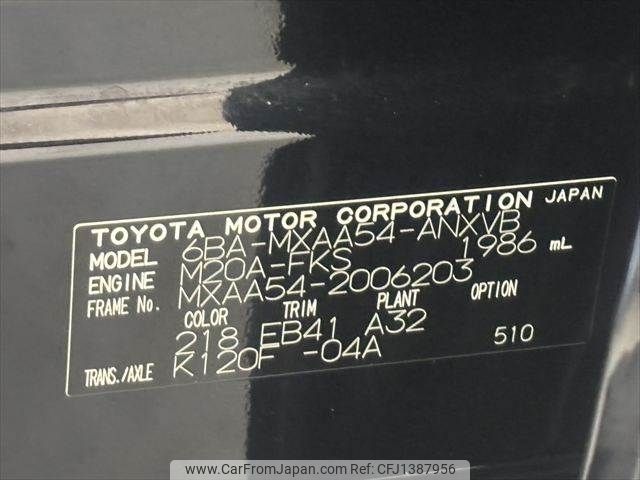 TOYOTA MOTOR CORPORATION JAPAN
MODEL 6BA-MXAA54-ANXVB
ENGINE M20A-FKS 1986 mL
FRAME No. MXAA54-2006203
COLOR TRIM PLANT OPTION
218 EB41 A32
TRANS./AXLE K120F -04A 510
www.CarFromJapan.com CFJ1387956